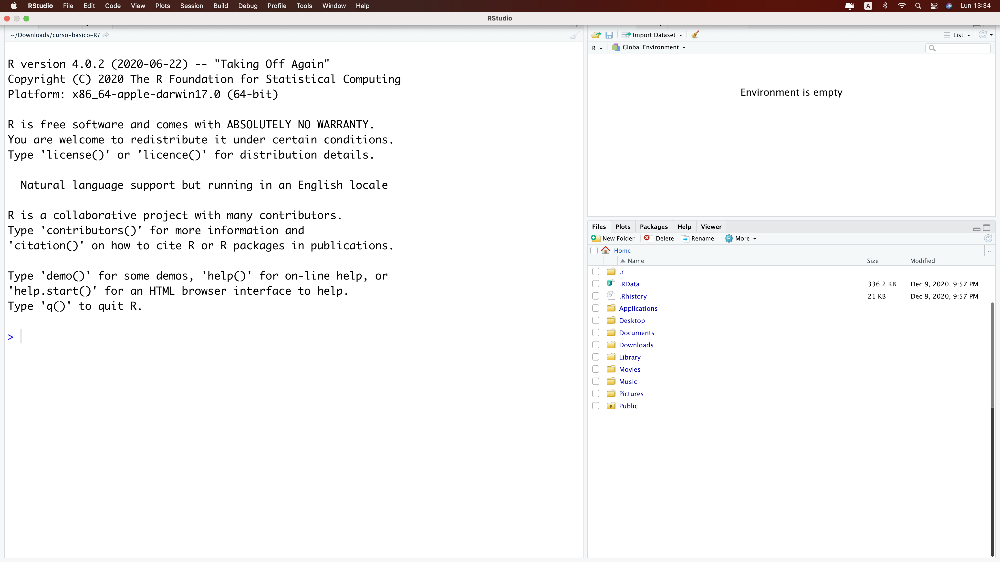 RStudio File Edit Code View Plots Session Build Debug Profile Tools Window Help A Lun 13:34
RStudio
~/Downloads/curso-basico-R/
R version 4.0.2 (2020-06-22) -- "Taking Off Again"
Copyright (C) 2020 The R Foundation for Statistical Computing
Platform: x86_64-apple-darwin17.0 (64-bit)
R is free software and comes with ABSOLUTELY NO WARRANTY.
You are welcome to redistribute it under certain conditions.
Type 'license()' or 'licence()' for distribution details.
Natural language support but running in an English locale
R is a collaborative project with many contributors.
Type 'contributors()' for more information and
'citation()' on how to cite R or R packages in publications.
Type 'demo()' for some demos, 'help()' for on-line help, or
'help.start()' for an HTML browser interface to help.
Type 'q()' to quit R.
>
Import Dataset List
R Global Environment
Environment is empty
Files Plots Packages Help Viewer
New Folder Delete Rename More
Home ...
Name Size Modified
.r
.RData 336.2 KB Dec 9, 2020, 9:57 PM
.Rhistory 21 KB Dec 9, 2020, 9:57 PM
Applications
Desktop
Documents
Downloads
Library
Movies
Music
Pictures
Public